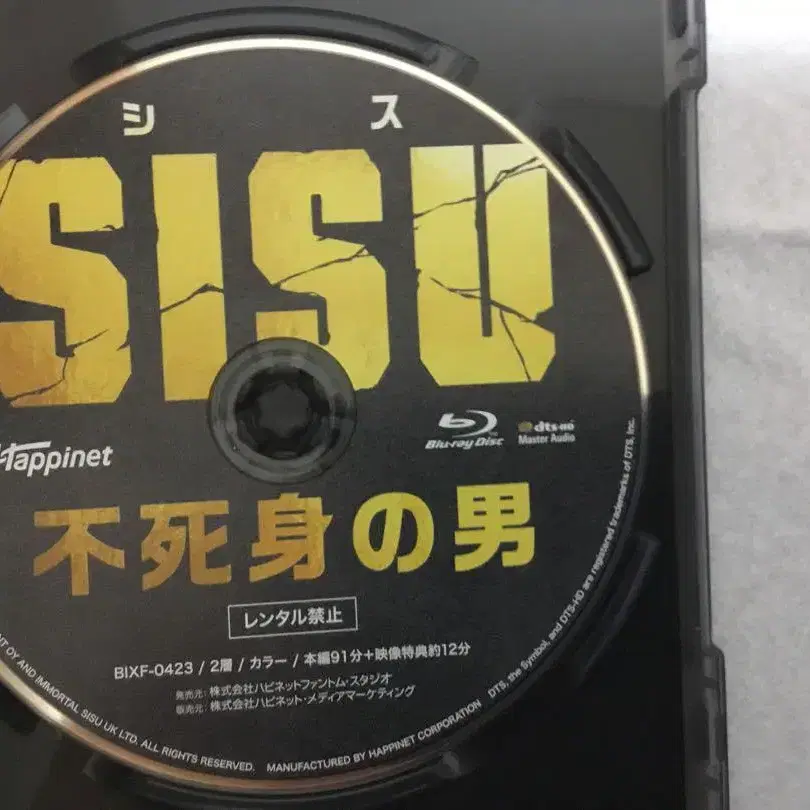 シス
SISU
Happinet
Blu-ray Disc
dts-HD
Master Audio
不死身の男
レンタル禁止
BIXF-0423 / 2層 / カラー / 本編91分+映像特典約12分
発売元: 株式会社ハピネットファントム・スタジオ
販売元: 株式会社ハピネット・メディアマーケティング
OY AND IMMORTAL SISU UK LTD. ALL RIGHTS RESERVED. MANUFACTURED BY HAPPINET CORPORATION DTS, the Symbol, and DTS-HD are registered trademarks of DTS, Inc.